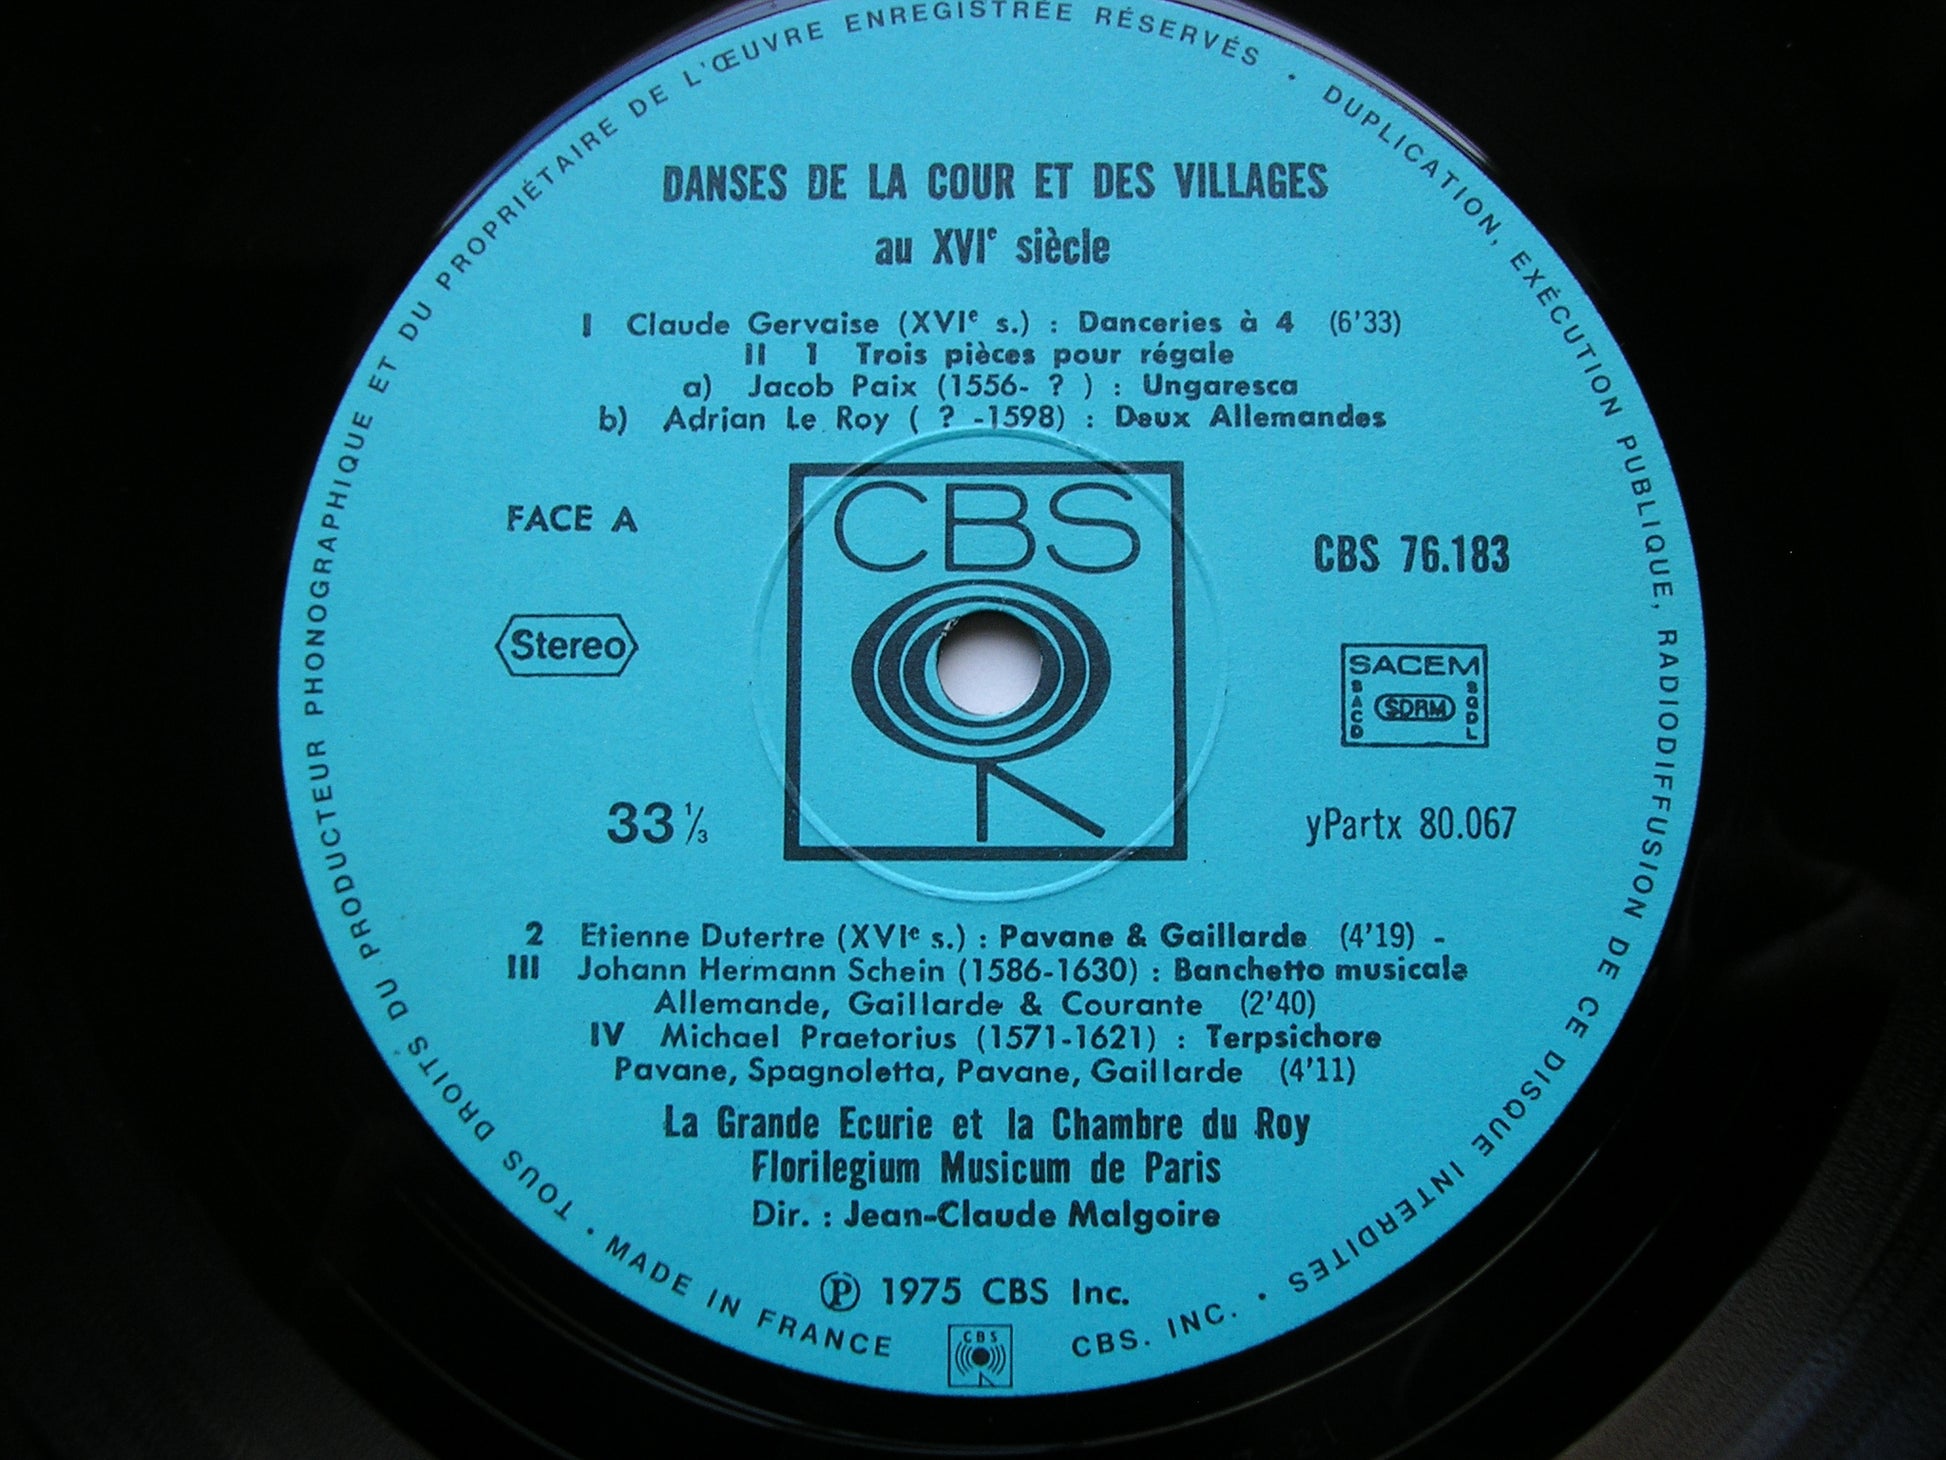 DANSES DE LA COUR ET DES VILLAGES
au XVIe siècle
I Claude Gervaise (XVIe s.) : Danceries à 4 (6'33)
II 1 Trois pièces pour régale
a) Jacob Paix (1556- ? ) : Ungaresca
b) Adrian Le Roy ( ? -1598) : Deux Allemandes
CBS
FACE A
CBS 76.183
Stereo
SACEM
SACD
SDRM
SGDL
33 1/3
yPartx 80.067
2 Etienne Dutertre (XVIe s.) : Pavane & Gaillarde (4'19) -
III Johann Hermann Schein (1586-1630) : Banchetto musicale
Allemande, Gaillarde & Courante (2'40)
IV Michael Praetorius (1571-1621) : Terpsichore
Pavane, Spagnoletta, Pavane, Gaillarde (4'11)
La Grande Ecurie et la Chambre du Roy
Florilegium Musicum de Paris
Dir. : Jean-Claude Malgoire
℗ 1975 CBS Inc.
CBS
TOUS DROITS DU PRODUCTEUR PHONOGRAPHIQUE ET DU PROPRIÉTAIRE DE L'ŒUVRE ENREGISTRÉE RÉSERVÉS · DUPLICATION, EXÉCUTION PUBLIQUE, RADIODIFFUSION DE CE DISQUE INTERDITES ·
CBS. INC. · MADE IN FRANCE